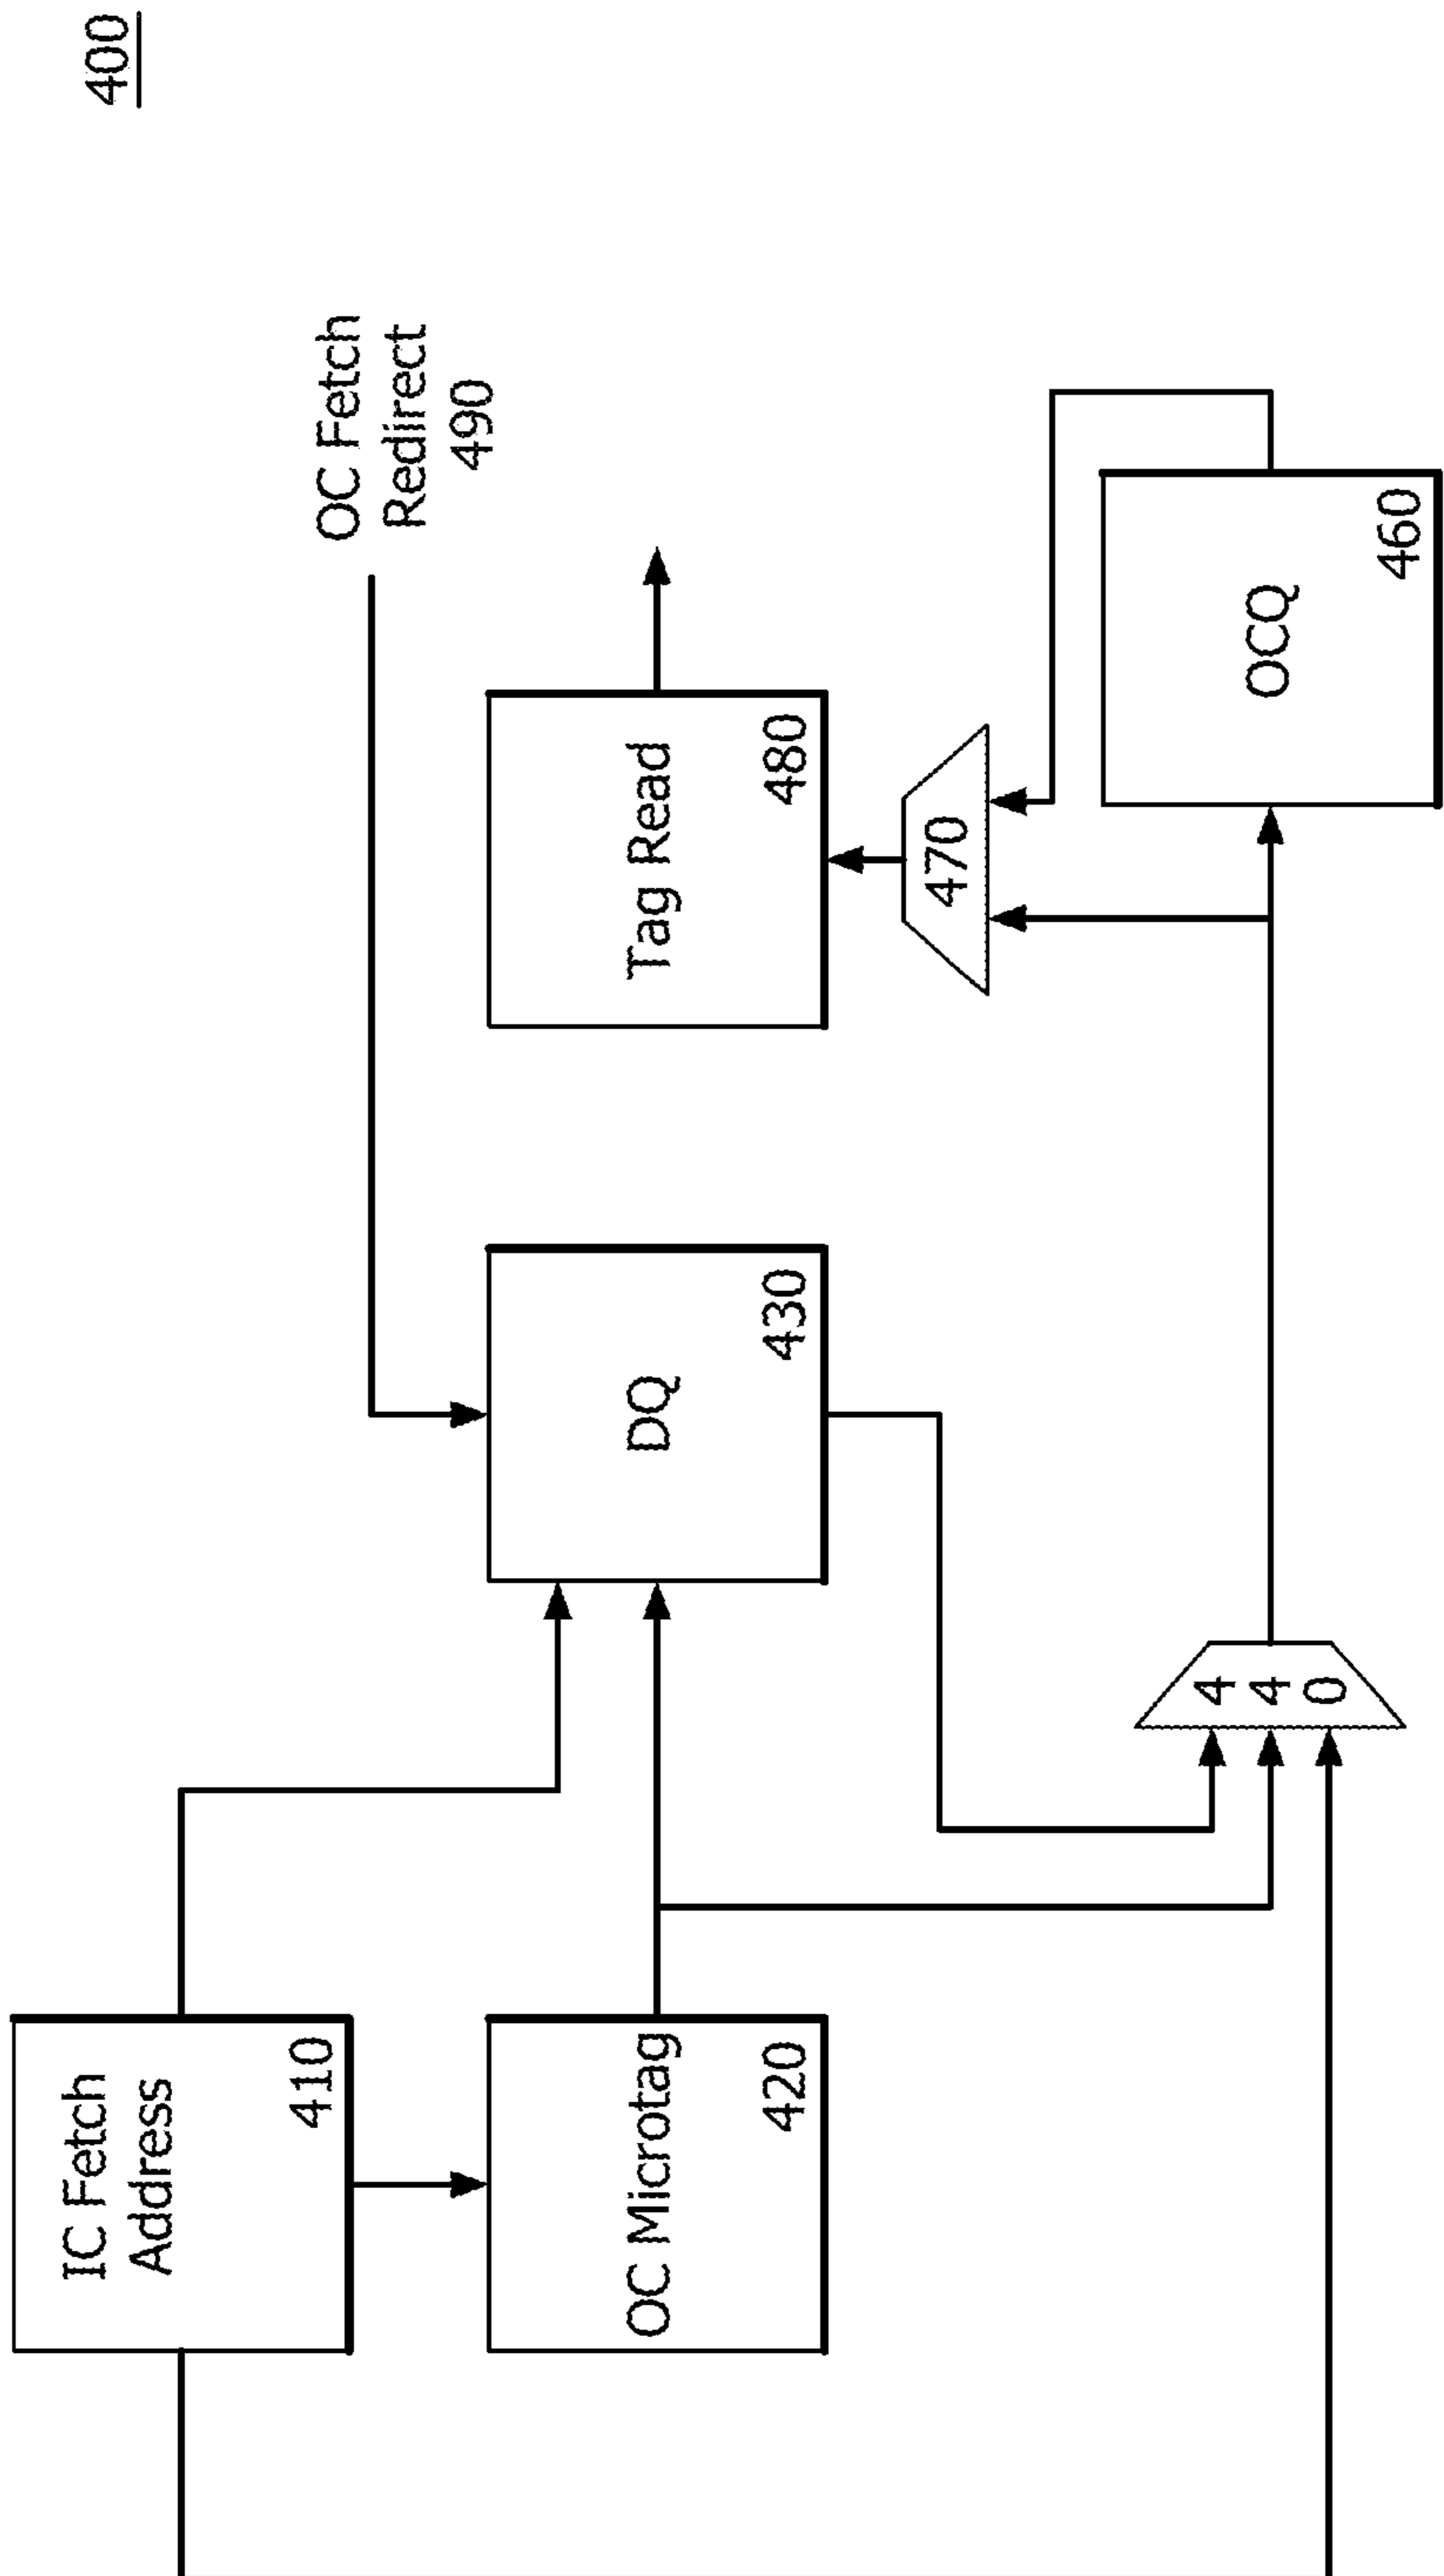 400
IC Fetch
Address
410
OC Microtag
420
DQ
430
OC Fetch
Redirect
490
Tag Read
480
470
4
4
0
OCQ
460